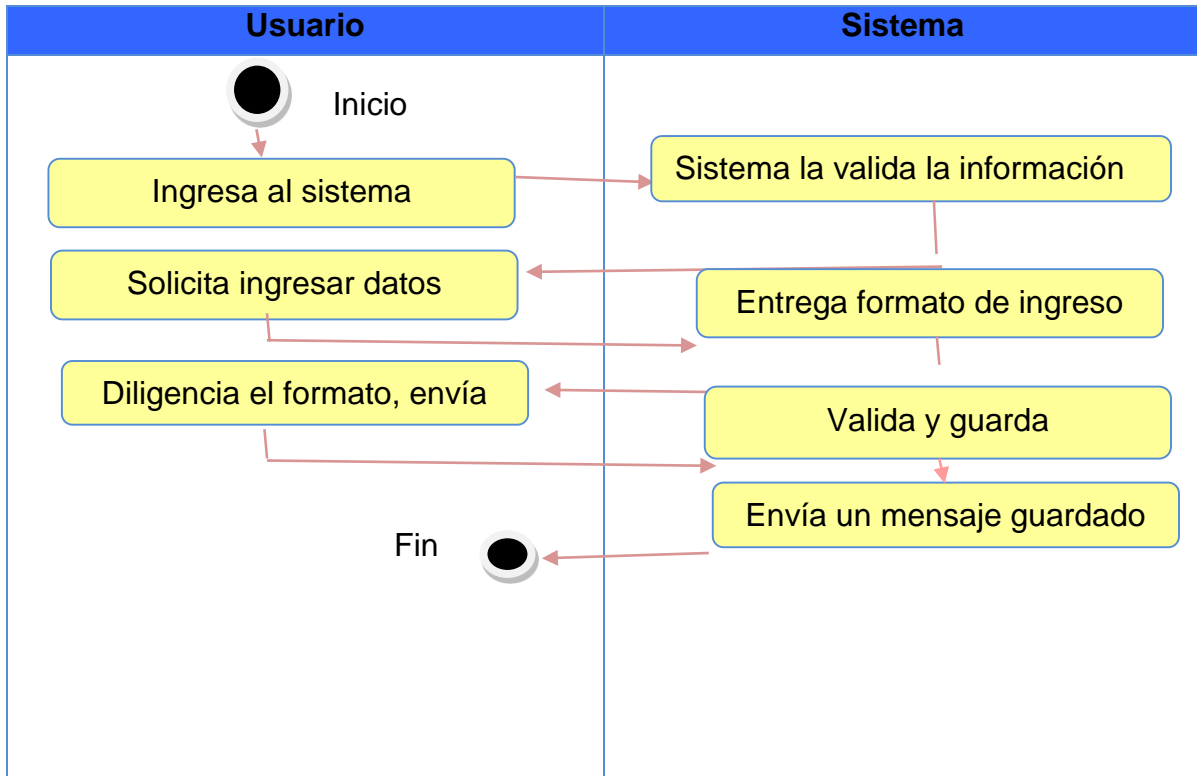 Usuario
Sistema
Inicio
Ingresa al sistema
Sistema la valida la información
Solicita ingresar datos
Entrega formato de ingreso
Diligencia el formato, envía
Valida y guarda
Envía un mensaje guardado
Fin